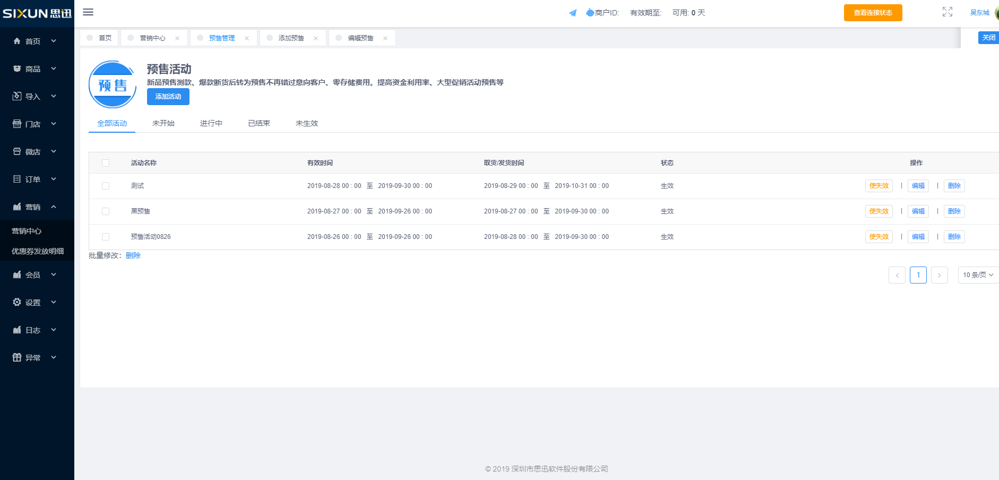 SIXUN思迅
商户ID: 有效期至: 可用: 0 天 查看连接状态 吴东城
首页 营销中心 预售管理 添加预售 编辑预售 关闭
首页
商品
导入
门店
微店
订单
营销
营销中心
优惠券发放明细
会员
设置
日志
异常
预售
预售活动
新品预售测款、爆款断货后转为预售不再错过意向客户、零存储费用。提高资金利用率、大型促销活动预售等
添加活动
全部活动 未开始 进行中 已结束 未生效
活动名称 有效时间 取货/发货时间 状态 操作
测试 2019-08-28 00 : 00 至 2019-09-30 00 : 00 2019-08-29 00 : 00 至 2019-10-31 00 : 00 生效 使失效 | 编辑 | 删除
黑预售 2019-08-27 00 : 00 至 2019-09-26 00 : 00 2019-08-27 00 : 00 至 2019-09-30 00 : 00 生效 使失效 | 编辑 | 删除
预售活动0826 2019-08-26 00 : 00 至 2019-09-26 00 : 00 2019-08-28 00 : 00 至 2019-09-30 00 : 00 生效 使失效 | 编辑 | 删除
批量修改: 删除
1 10 条/页
© 2019 深圳市思迅软件股份有限公司